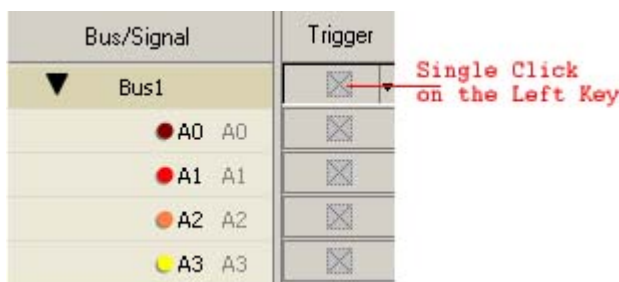 Bus/Signal Trigger
Bus1 Single Click
on the Left Key
A0 A0
A1 A1
A2 A2
A3 A3